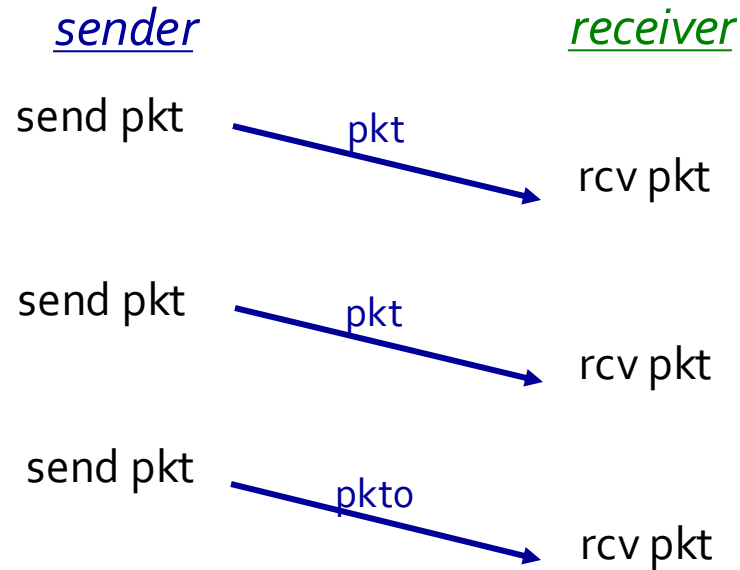 sender
receiver
send pkt
pkt
rcv pkt
send pkt
pkt
rcv pkt
send pkt
pkto
rcv pkt